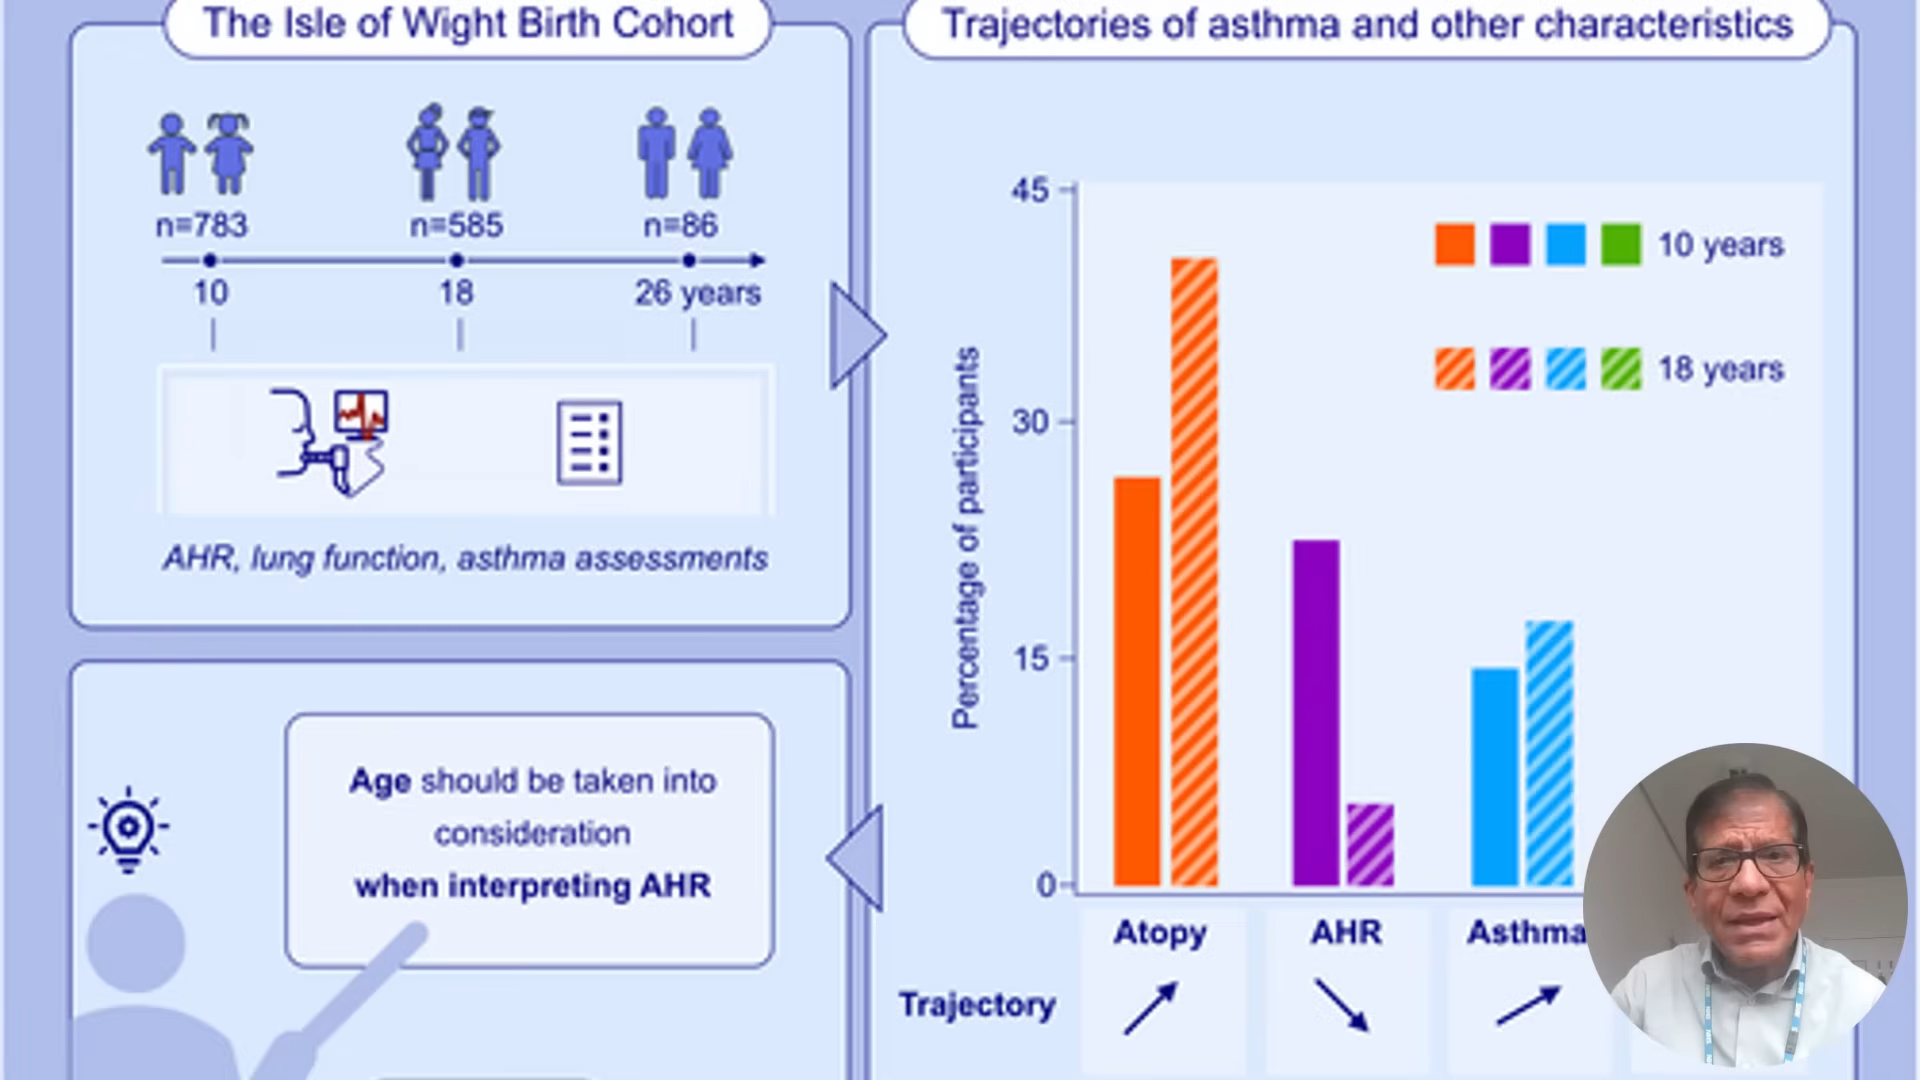 The Isle of Wight Birth Cohort
n=783
n=585
n=86
10
18
26 years
AHR, lung function, asthma assessments
Age should be taken into
consideration
when interpreting AHR
Trajectories of asthma and other characteristics
Percentage of participants
45
30
15
0
10 years
18 years
Atopy
AHR
Asthma
Trajectory